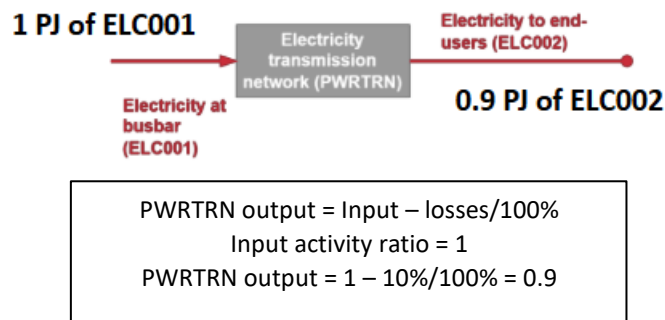 1 PJ of ELC001
Electricity
transmission
network (PWRTRN)
Electricity to end-
users (ELC002)
Electricity at
busbar
(ELC001)
0.9 PJ of ELC002
PWRTRN output = Input – losses/100%
Input activity ratio = 1
PWRTRN output = 1 – 10%/100% = 0.9